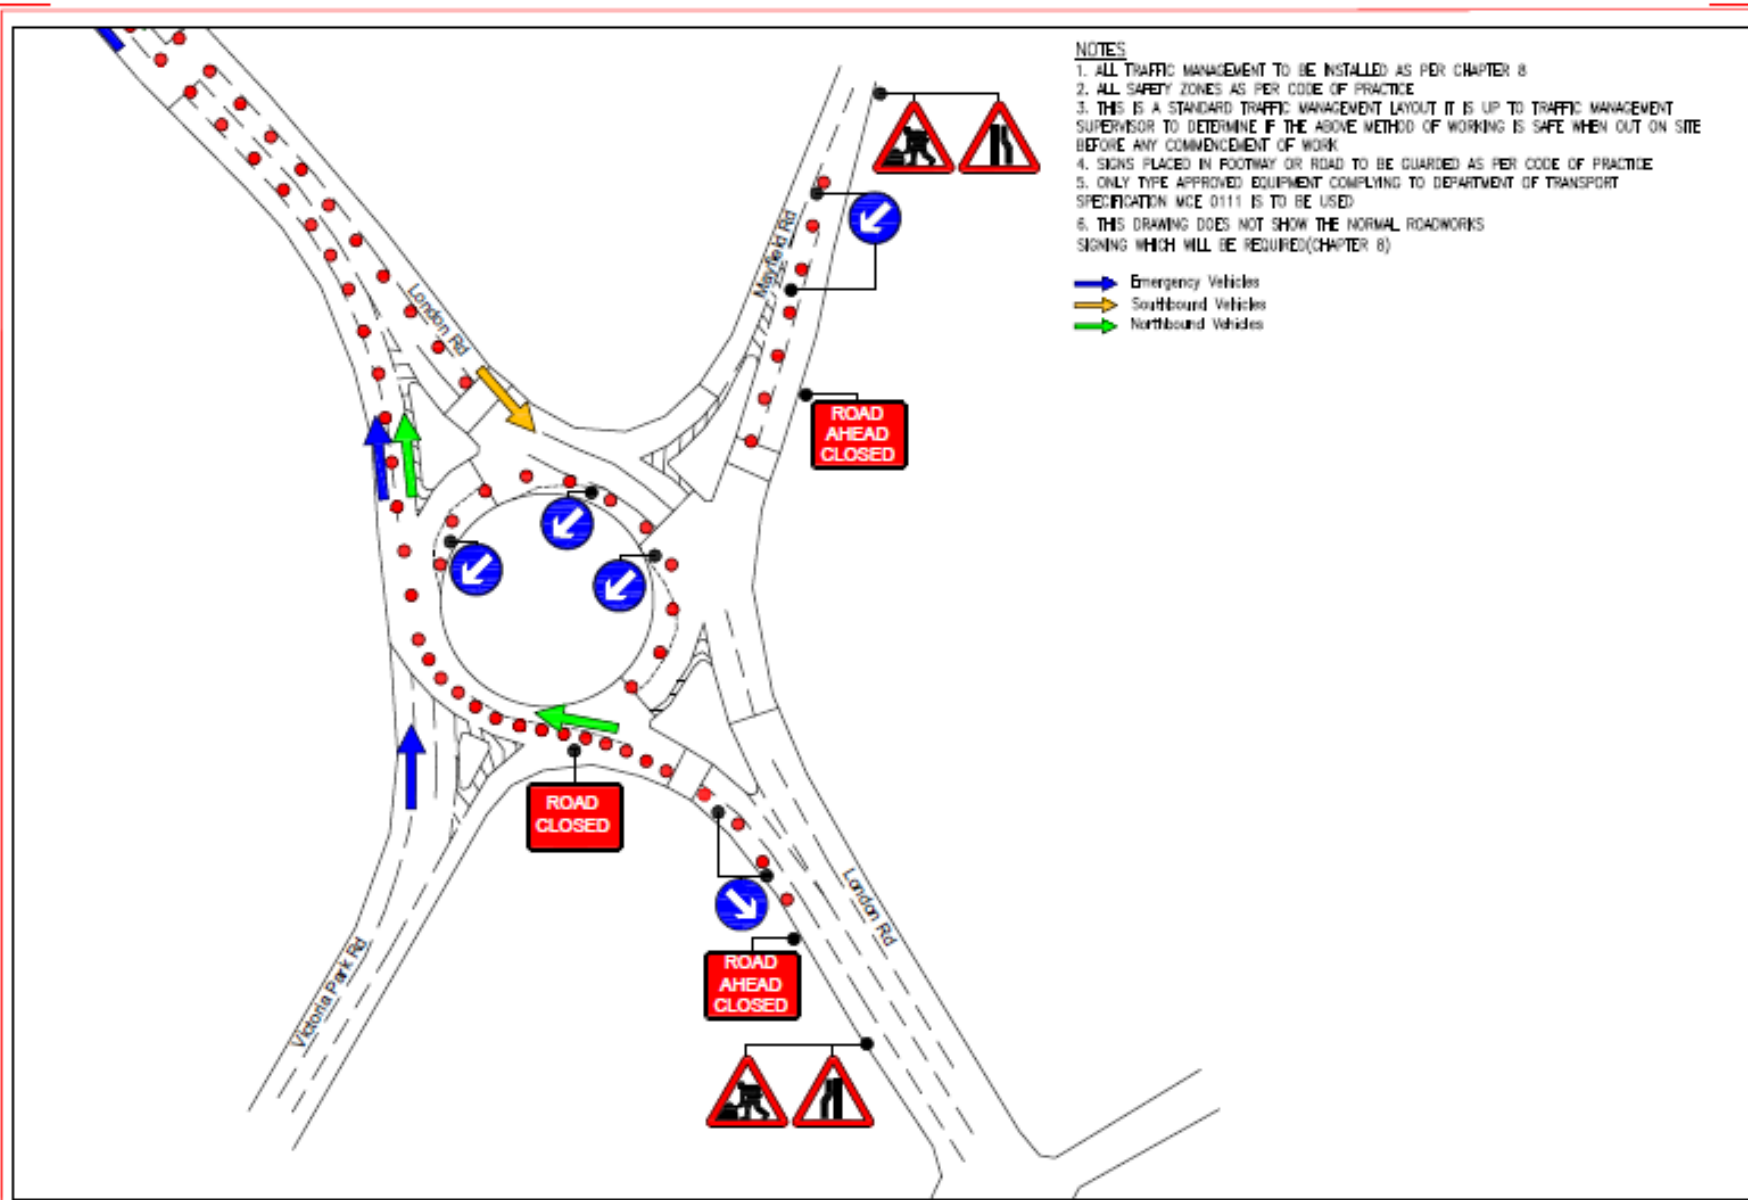 NOTES
1. ALL TRAFFIC MANAGEMENT TO BE INSTALLED AS PER CHAPTER 8
2. ALL SAFETY ZONES AS PER CODE OF PRACTICE
3. THIS IS A STANDARD TRAFFIC MANAGEMENT LAYOUT IT IS UP TO TRAFFIC MANAGEMENT
SUPERVISOR TO DETERMINE IF THE ABOVE METHOD OF WORKING IS SAFE WHEN OUT ON SITE
BEFORE ANY COMMENCEMENT OF WORK
4. SIGNS PLACED IN FOOTWAY OR ROAD TO BE GUARDED AS PER CODE OF PRACTICE
5. ONLY TYPE APPROVED EQUIPMENT COMPLYING TO DEPARTMENT OF TRANSPORT
SPECIFICATION MCE 0111 IS TO BE USED
6. THIS DRAWING DOES NOT SHOW THE NORMAL ROADWORKS
SIGNING WHICH WILL BE REQUIRED(CHAPTER 8)
Emergency Vehicles
Southbound Vehicles
Northbound Vehicles
Mayfield Rd
London Rd
ROAD
AHEAD
CLOSED
ROAD
CLOSED
London Rd
Victoria Park Rd
ROAD
AHEAD
CLOSED